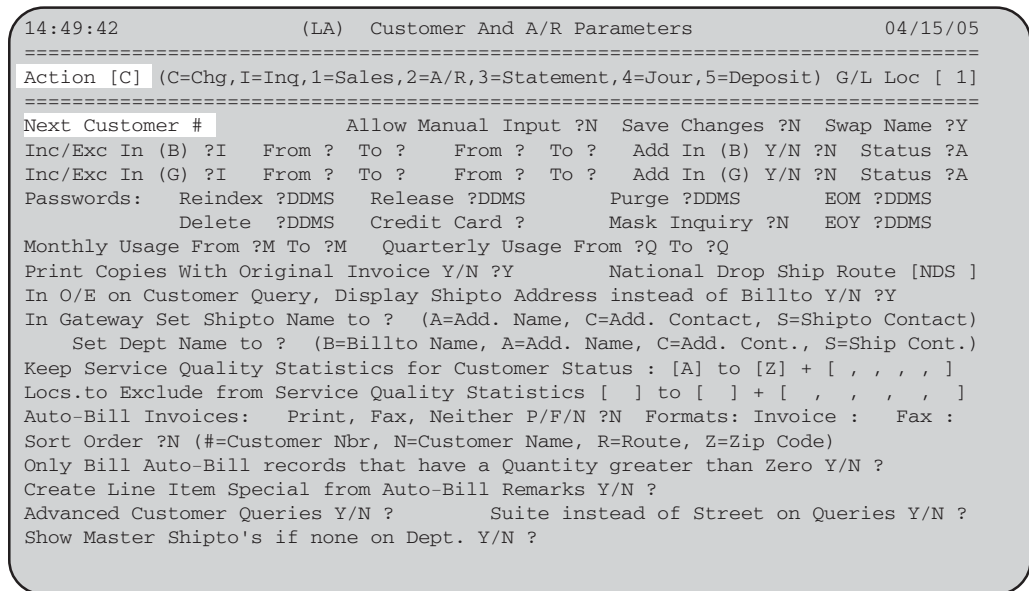 14:49:42 (LA) Customer And A/R Parameters 04/15/05
================================================================================
Action [C] (C=Chg,I=Inq,1=Sales,2=A/R,3=Statement,4=Jour,5=Deposit) G/L Loc [ 1]
================================================================================
Next Customer # Allow Manual Input ?N Save Changes ?N Swap Name ?Y
Inc/Exc In (B) ?I From ? To ? From ? To ? Add In (B) Y/N ?N Status ?A
Inc/Exc In (G) ?I From ? To ? From ? To ? Add In (G) Y/N ?N Status ?A
Passwords: Reindex ?DDMS Release ?DDMS Purge ?DDMS EOM ?DDMS
Delete ?DDMS Credit Card ? Mask Inquiry ?N EOY ?DDMS
Monthly Usage From ?M To ?M Quarterly Usage From ?Q To ?Q
Print Copies With Original Invoice Y/N ?Y National Drop Ship Route [NDS ]
In O/E on Customer Query, Display Shipto Address instead of Billto Y/N ?Y
In Gateway Set Shipto Name to ? (A=Add. Name, C=Add. Contact, S=Shipto Contact)
Set Dept Name to ? (B=Billto Name, A=Add. Name, C=Add. Cont., S=Ship Cont.)
Keep Service Quality Statistics for Customer Status : [A] to [Z] + [ , , , , ]
Locs.to Exclude from Service Quality Statistics [ ] to [ ] + [ , , , , ]
Auto-Bill Invoices: Print, Fax, Neither P/F/N ?N Formats: Invoice : Fax :
Sort Order ?N (#=Customer Nbr, N=Customer Name, R=Route, Z=Zip Code)
Only Bill Auto-Bill records that have a Quantity greater than Zero Y/N ?
Create Line Item Special from Auto-Bill Remarks Y/N ?
Advanced Customer Queries Y/N ? Suite instead of Street on Queries Y/N ?
Show Master Shipto's if none on Dept. Y/N ?